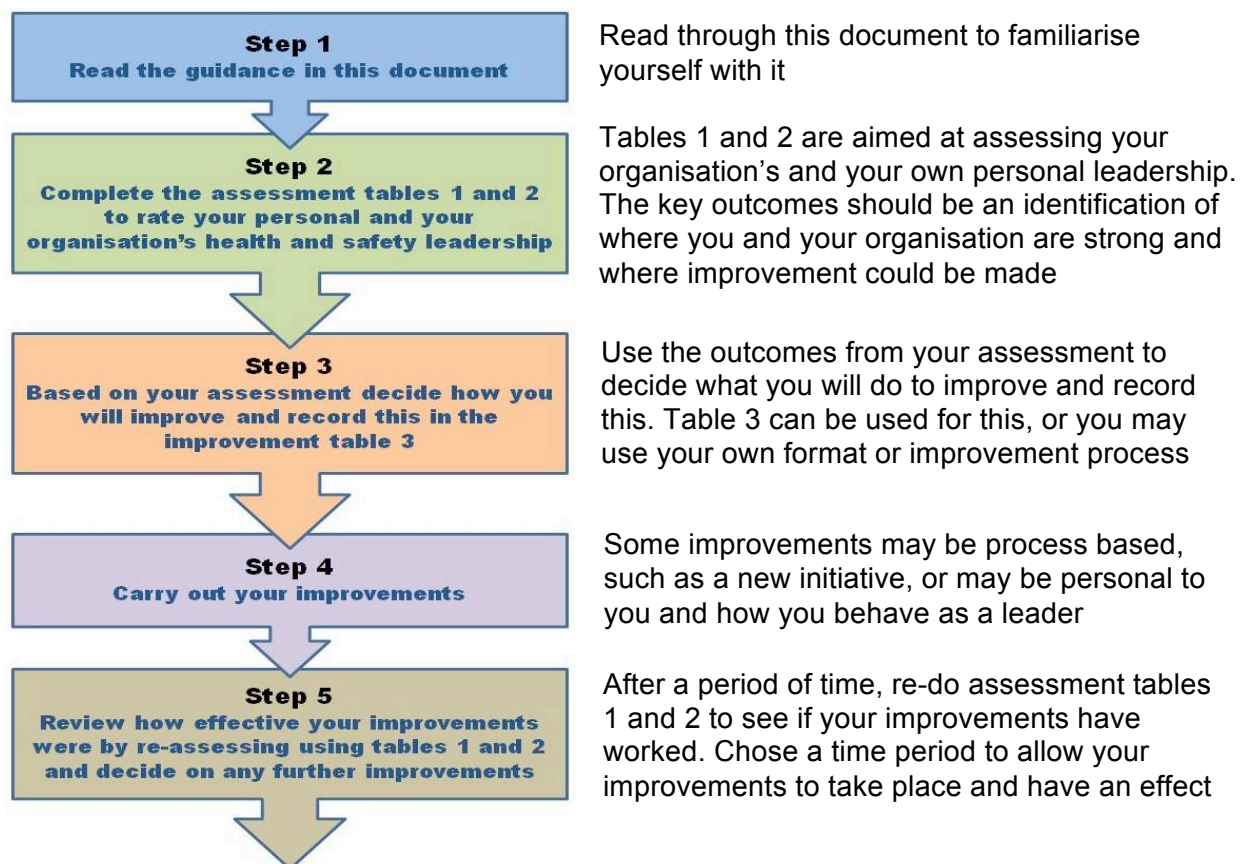 Step 1
Read the guidance in this document
Read through this document to familiarise
yourself with it
Step 2
Complete the assessment tables 1 and 2
to rate your personal and your
organisation's health and safety leadership
Tables 1 and 2 are aimed at assessing your
organisation's and your own personal leadership.
The key outcomes should be an identification of
where you and your organisation are strong and
where improvement could be made
Step 3
Based on your assessment decide how you
will improve and record this in the
improvement table 3
Use the outcomes from your assessment to
decide what you will do to improve and record
this. Table 3 can be used for this, or you may
use your own format or improvement process
Step 4
Carry out your improvements
Some improvements may be process based,
such as a new initiative, or may be personal to
you and how you behave as a leader
Step 5
Review how effective your improvements
were by re-assessing using tables 1 and 2
and decide on any further improvements
After a period of time, re-do assessment tables
1 and 2 to see if your improvements have
worked. Chose a time period to allow your
improvements to take place and have an effect